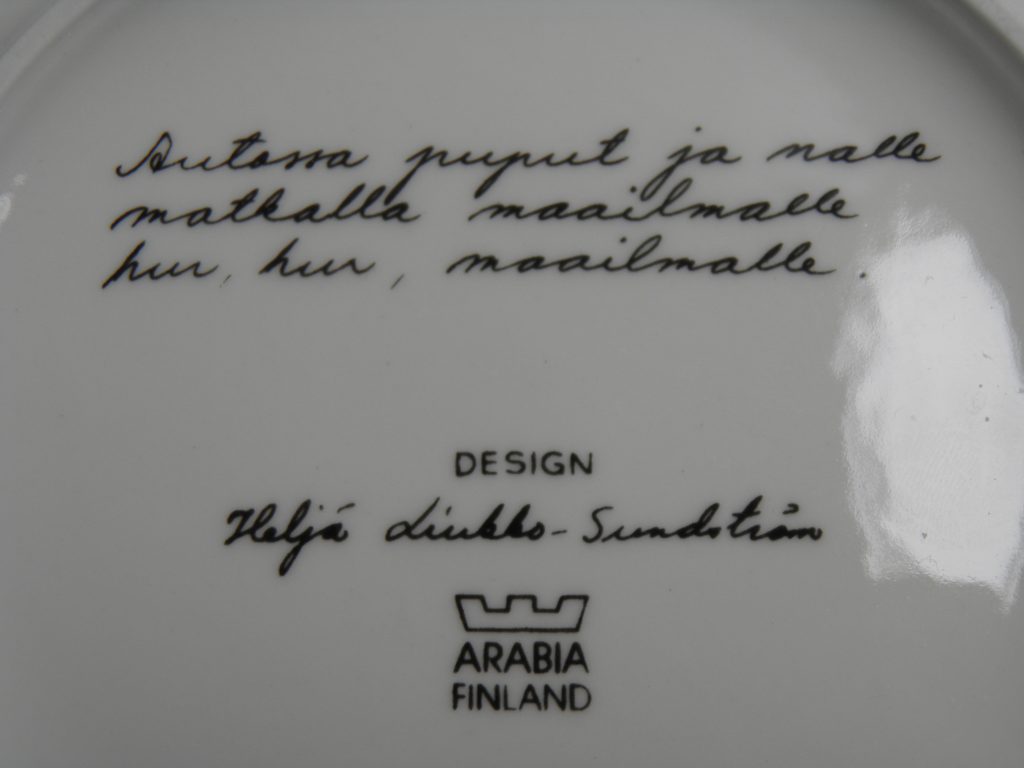 Autossa puput ja nalle
matkalla maailmalle
hur, hur, maailmalle.
DESIGN
Heljä Liukko-Sundström
ARABIA
FINLAND